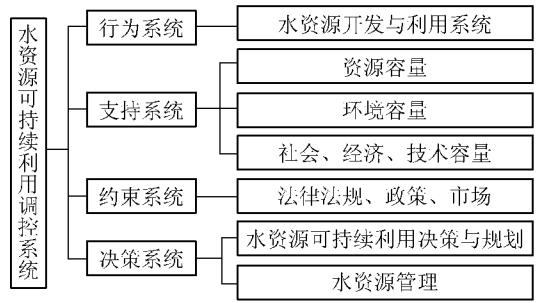 水资源可持续利用调控系统
行为系统
水资源开发与利用系统
支持系统
资源容量
环境容量
社会、经济、技术容量
约束系统
法律法规、政策、市场
决策系统
水资源可持续利用决策与规划
水资源管理